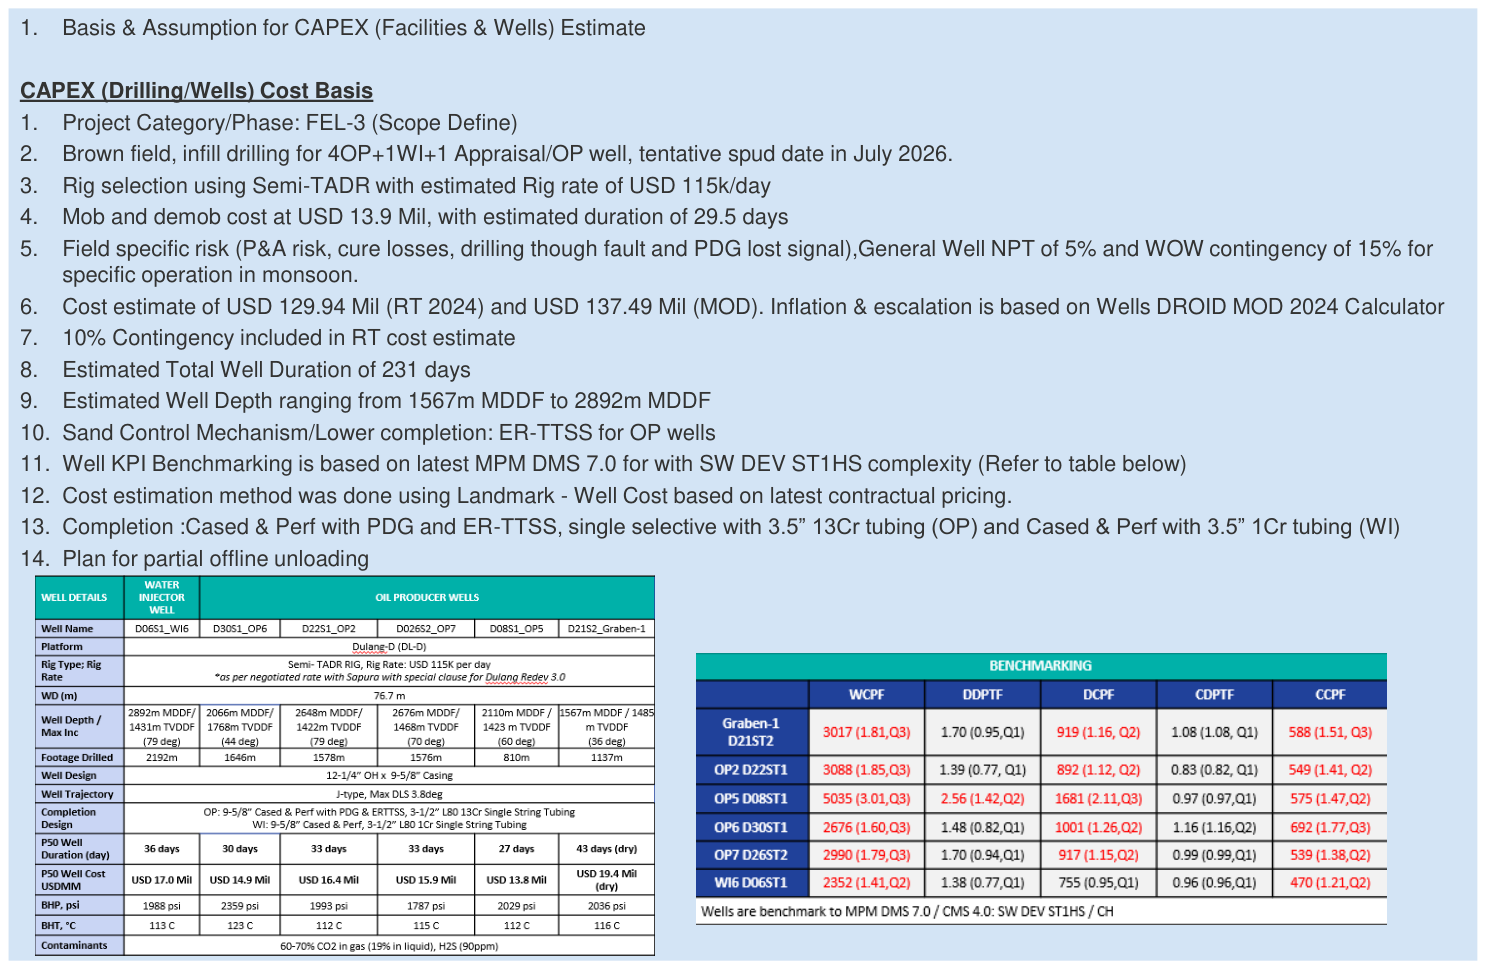 1. Basis & Assumption for CAPEX (Facilities & Wells) Estimate
CAPEX (Drilling/Wells) Cost Basis
1. Project Category/Phase: FEL-3 (Scope Define)
2. Brown field, infill drilling for 4OP+1WI+1 Appraisal/OP well, tentative spud date in July 2026.
3. Rig selection using Semi-TADR with estimated Rig rate of USD 115k/day
4. Mob and demob cost at USD 13.9 Mil, with estimated duration of 29.5 days
5. Field specific risk (P&A risk, cure losses, drilling though fault and PDG lost signal),General Well NPT of 5% and WOW contingency of 15% for
specific operation in monsoon.
6. Cost estimate of USD 129.94 Mil (RT 2024) and USD 137.49 Mil (MOD). Inflation & escalation is based on Wells DROID MOD 2024 Calculator
7. 10% Contingency included in RT cost estimate
8. Estimated Total Well Duration of 231 days
9. Estimated Well Depth ranging from 1567m MDDF to 2892m MDDF
10. Sand Control Mechanism/Lower completion: ER-TTSS for OP wells
11. Well KPI Benchmarking is based on latest MPM DMS 7.0 for with SW DEV ST1HS complexity (Refer to table below)
12. Cost estimation method was done using Landmark - Well Cost based on latest contractual pricing.
13. Completion :Cased & Perf with PDG and ER-TTSS, single selective with 3.5” 13Cr tubing (OP) and Cased & Perf with 3.5” 1Cr tubing (WI)
14. Plan for partial offline unloading
WELL DETAILS WATER INJECTOR WELL OIL PRODUCER WELLS
Well Name D06S1_WI6 D30S1_OP6 D22S1_OP2 D026S2_OP7 D08S1_OP5 D21S2_Graben-1
Platform Dulang-D (DL-D)
Rig Type; Rig Rate Semi- TADR RIG, Rig Rate: USD 115K per day
*as per negotiated rate with Sapura with special clause for Dulang Redev 3.0
WD (m) 76.7 m
Well Depth / Max Inc 2892m MDDF/ 1431m TVDDF (79 deg) 2066m MDDF/ 1768m TVDDF (44 deg) 2648m MDDF/ 1422m TVDDF (79 deg) 2676m MDDF/ 1468m TVDDF (70 deg) 2110m MDDF / 1423 m TVDDF (60 deg) 1567m MDDF / 1485 m TVDDF (36 deg)
Footage Drilled 2192m 1646m 1578m 1576m 810m 1137m
Well Design 12-1/4” OH x 9-5/8” Casing
Well Trajectory J-type, Max DLS 3.8deg
Completion Design OP: 9-5/8” Cased & Perf with PDG & ERTTSS, 3-1/2” L80 13Cr Single String Tubing
WI: 9-5/8” Cased & Perf, 3-1/2” L80 1Cr Single String Tubing
P50 Well Duration (day) 36 days 30 days 33 days 33 days 27 days 43 days (dry)
P50 Well Cost USDMM USD 17.0 Mil USD 14.9 Mil USD 16.4 Mil USD 15.9 Mil USD 13.8 Mil USD 19.4 Mil (dry)
BHP, psi 1988 psi 2359 psi 1993 psi 1787 psi 2029 psi 2036 psi
BHT, °C 113 C 123 C 112 C 115 C 112 C 116 C
Contaminants 60-70% CO2 in gas (19% in liquid), H2S (90ppm)
BENCHMARKING
WCPF DDPTF DCPF CDPTF CCPF
Graben-1 D21ST2 3017 (1.81,Q3) 1.70 (0.95,Q1) 919 (1.16, Q2) 1.08 (1.08, Q1) 588 (1.51, Q3)
OP2 D22ST1 3088 (1.85,Q3) 1.39 (0.77, Q1) 892 (1.12, Q2) 0.83 (0.82, Q1) 549 (1.41, Q2)
OP5 D08ST1 5035 (3.01,Q3) 2.56 (1.42,Q2) 1681 (2.11,Q3) 0.97 (0.97,Q1) 575 (1.47,Q2)
OP6 D30ST1 2676 (1.60,Q3) 1.48 (0.82,Q1) 1001 (1.26,Q2) 1.16 (1.16,Q2) 692 (1.77,Q3)
OP7 D26ST2 2990 (1.79,Q3) 1.70 (0.94,Q1) 917 (1.15,Q2) 0.99 (0.99,Q1) 539 (1.38,Q2)
WI6 D06ST1 2352 (1.41,Q2) 1.38 (0.77,Q1) 755 (0.95,Q1) 0.96 (0.96,Q1) 470 (1.21,Q2)
Wells are benchmark to MPM DMS 7.0 / CMS 4.0: SW DEV ST1HS / CH